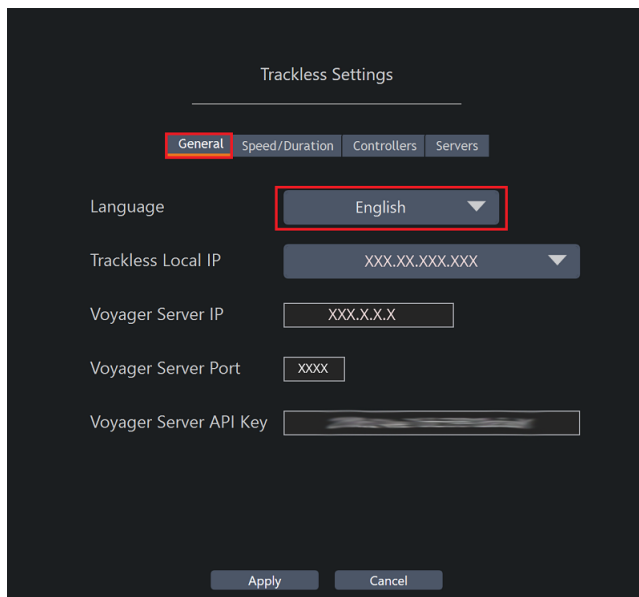 Trackless Settings
General Speed/Duration Controllers Servers
Language English
Trackless Local IP XXX.XX.XXX.XXX
Voyager Server IP XXX.X.X.X
Voyager Server Port XXXX
Voyager Server API Key
Apply Cancel